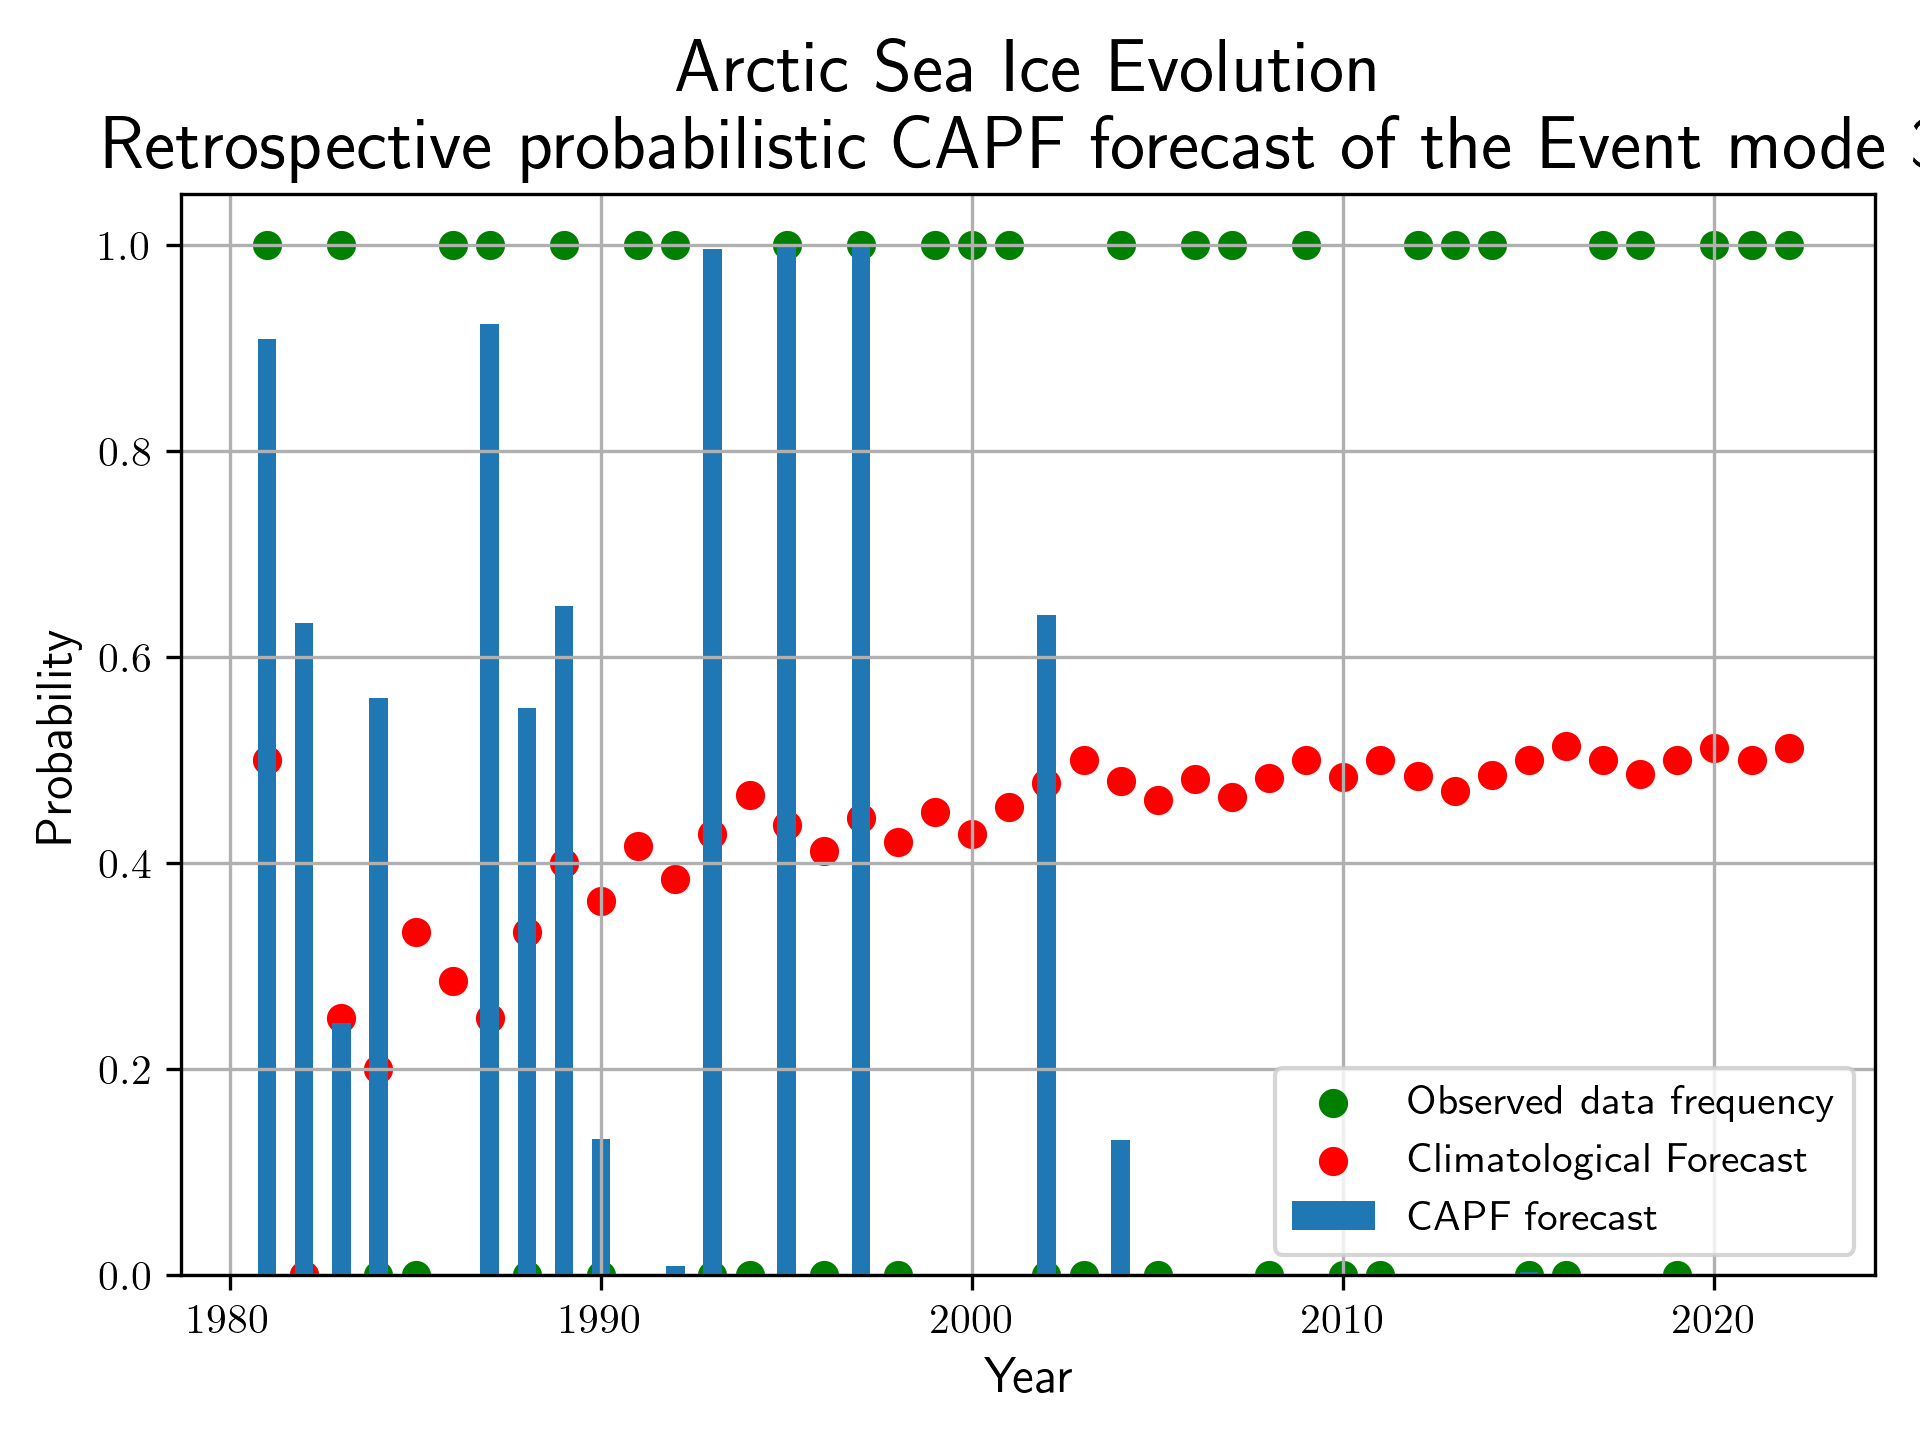 Arctic Sea Ice Evolution
Retrospective probabilistic CAPF forecast of the Event mode
Probability
1.0
0.8
0.6
0.4
0.2
0.0
Observed data frequency
Climatological Forecast
CAPF forecast
1980 1990 2000 2010 2020
Year